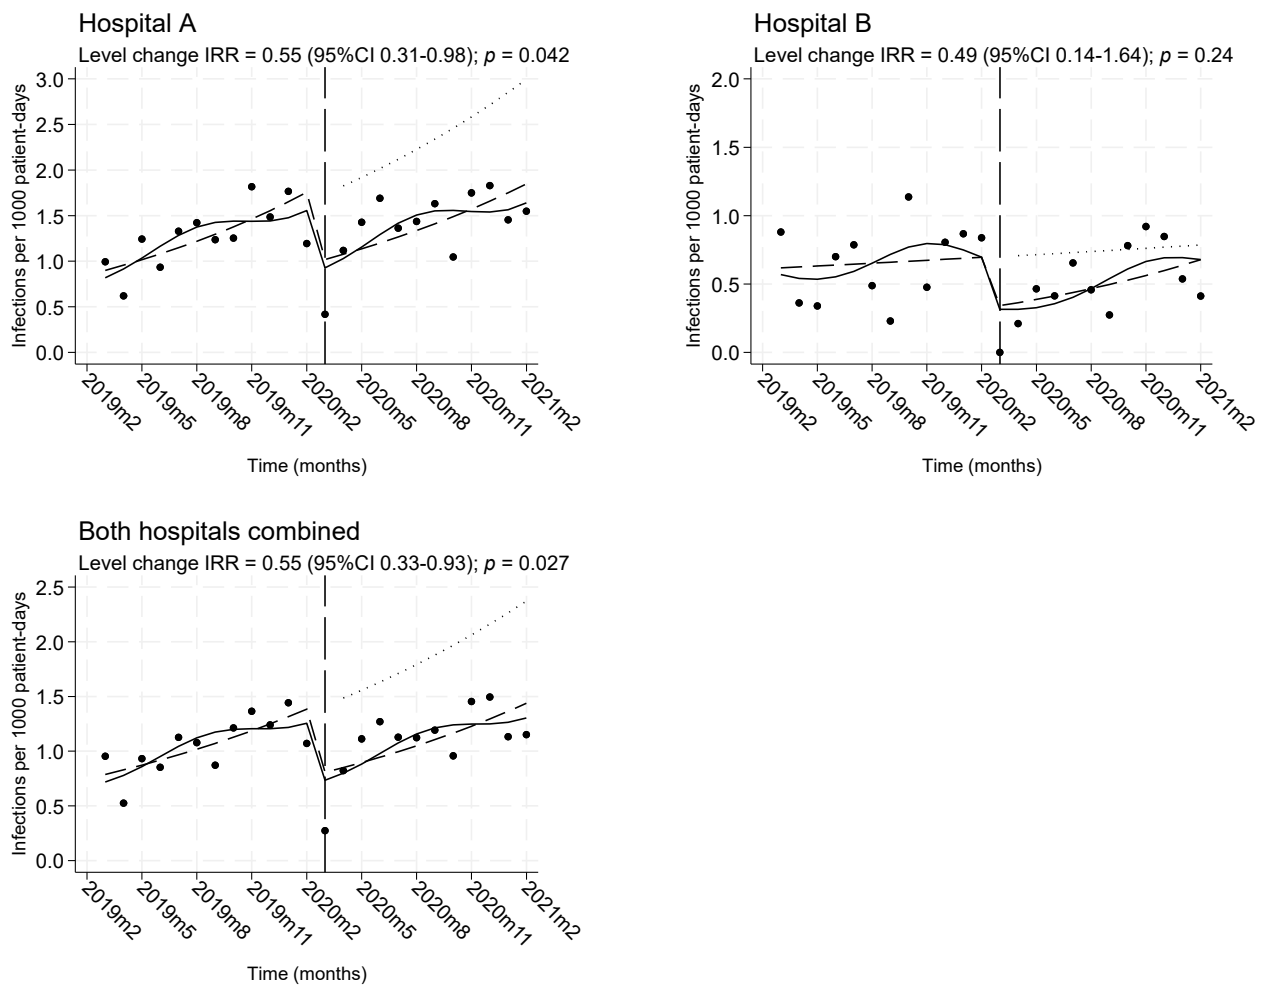 Hospital A
Level change IRR = 0.55 (95%CI 0.31-0.98); p = 0.042
Infections per 1000 patient-days
3.0
2.5
2.0
1.5
1.0
0.5
0.0
2019m2
2019m5
2019m8
2019m11
2020m2
2020m5
2020m8
2020m11
2021m2
Time (months)
Hospital B
Level change IRR = 0.49 (95%CI 0.14-1.64); p = 0.24
Infections per 1000 patient-days
2.0
1.5
1.0
0.5
0.0
2019m2
2019m5
2019m8
2019m11
2020m2
2020m5
2020m8
2020m11
2021m2
Time (months)
Both hospitals combined
Level change IRR = 0.55 (95%CI 0.33-0.93); p = 0.027
Infections per 1000 patient-days
2.5
2.0
1.5
1.0
0.5
0.0
2019m2
2019m5
2019m8
2019m11
2020m2
2020m5
2020m8
2020m11
2021m2
Time (months)